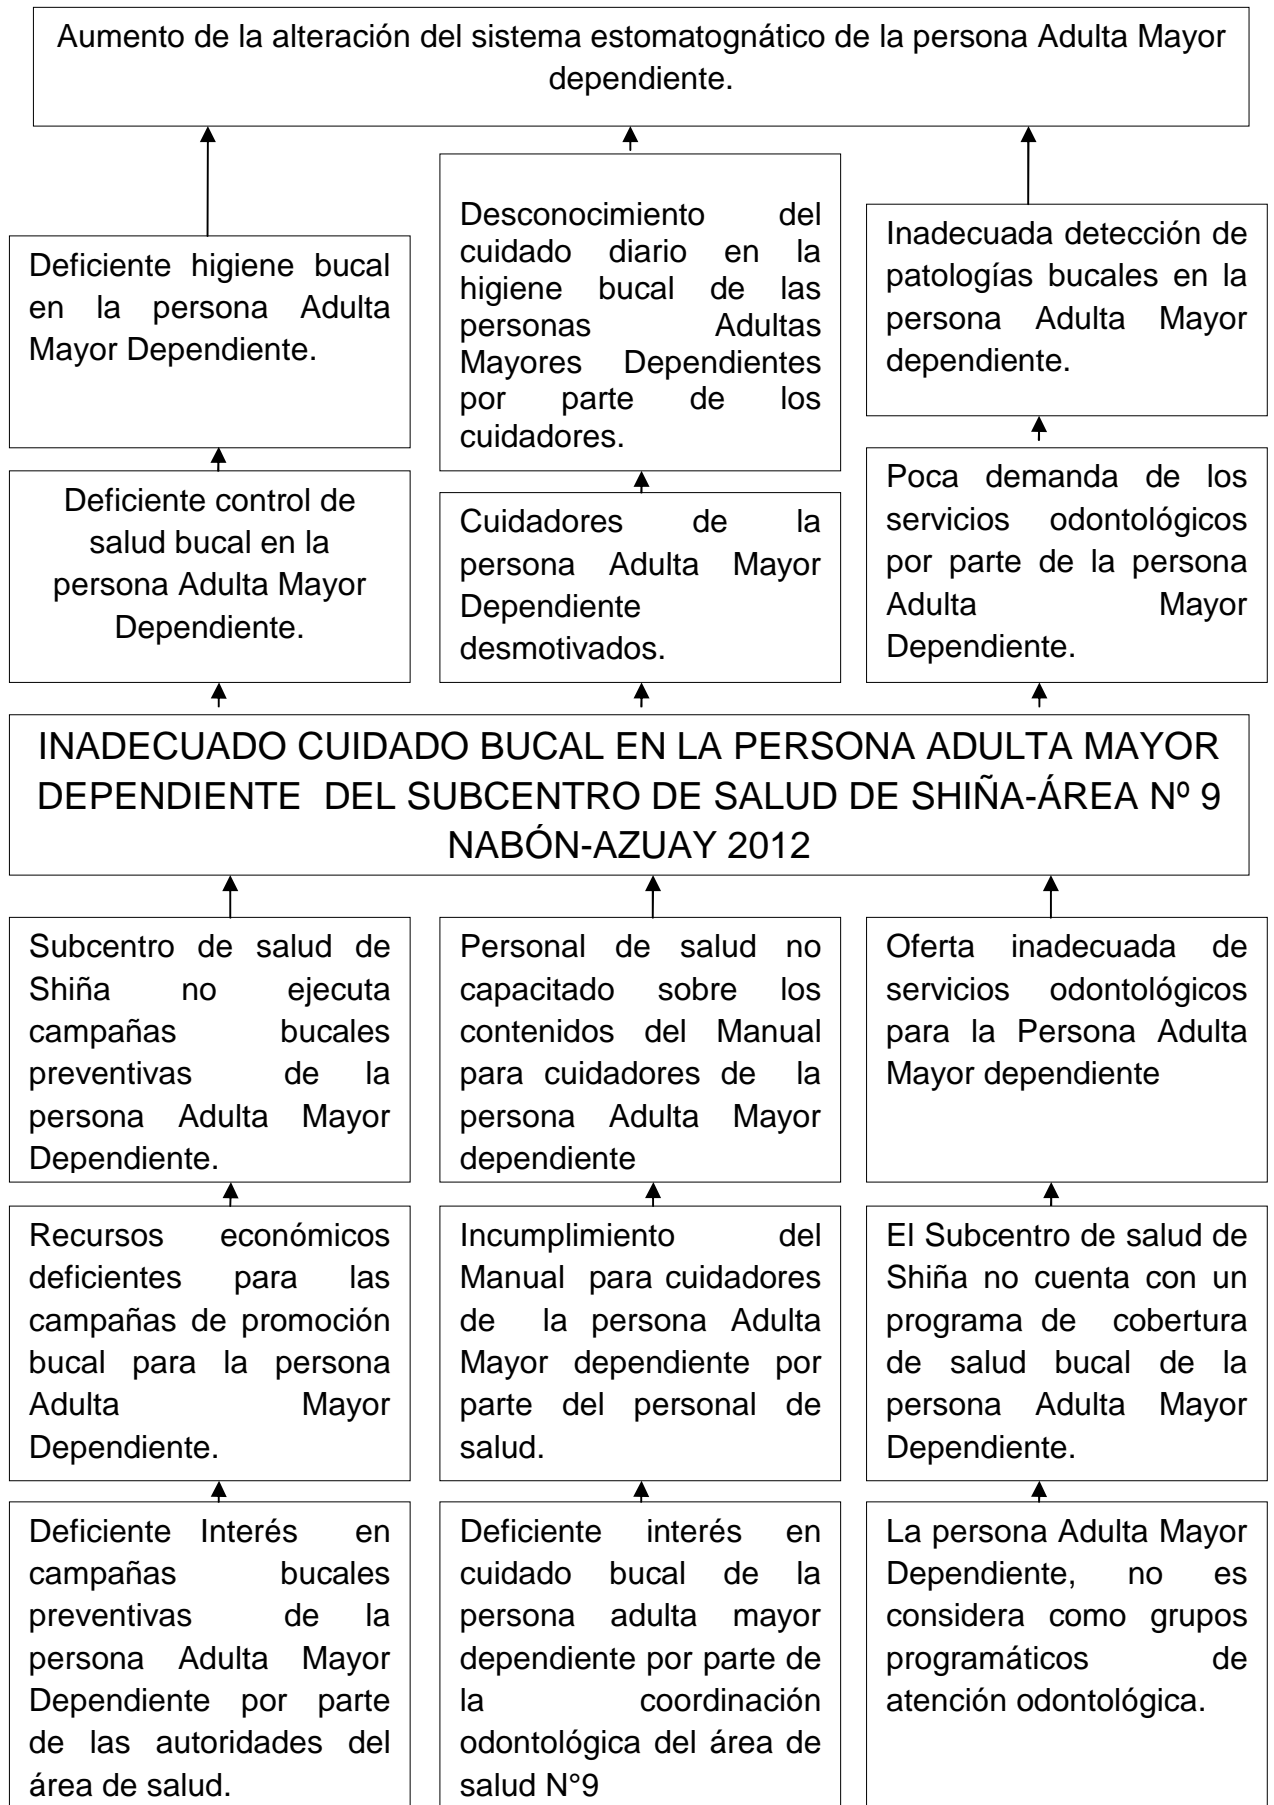 Aumento de la alteración del sistema estomatognático de la persona Adulta Mayor
dependiente.
Deficiente higiene bucal
en la persona Adulta
Mayor Dependiente.
Desconocimiento del
cuidado diario en la
higiene bucal de las
personas Adultas
Mayores Dependientes
por parte de los
cuidadores.
Inadecuada detección de
patologías bucales en la
persona Adulta Mayor
dependiente.
Deficiente control de
salud bucal en la
persona Adulta Mayor
Dependiente.
Cuidadores de la
persona Adulta Mayor
Dependiente
desmotivados.
Poca demanda de los
servicios odontológicos
por parte de la persona
Adulta Mayor
Dependiente.
INADECUADO CUIDADO BUCAL EN LA PERSONA ADULTA MAYOR
DEPENDIENTE DEL SUBCENTRO DE SALUD DE SHIÑA-ÁREA Nº 9
NABÓN-AZUAY 2012
Subcentro de salud de
Shiña no ejecuta
campañas bucales
preventivas de la
persona Adulta Mayor
Dependiente.
Personal de salud no
capacitado sobre los
contenidos del Manual
para cuidadores de la
persona Adulta Mayor
dependiente
Oferta inadecuada de
servicios odontológicos
para la Persona Adulta
Mayor dependiente
Recursos económicos
deficientes para las
campañas de promoción
bucal para la persona
Adulta Mayor
Dependiente.
Incumplimiento del
Manual para cuidadores
de la persona Adulta
Mayor dependiente por
parte del personal de
salud.
El Subcentro de salud de
Shiña no cuenta con un
programa de cobertura
de salud bucal de la
persona Adulta Mayor
Dependiente.
Deficiente Interés en
campañas bucales
preventivas de la
persona Adulta Mayor
Dependiente por parte
de las autoridades del
área de salud.
Deficiente interés en
cuidado bucal de la
persona adulta mayor
dependiente por parte de
la coordinación
odontológica del área de
salud N°9
La persona Adulta Mayor
Dependiente, no es
considera como grupos
programáticos de
atención odontológica.